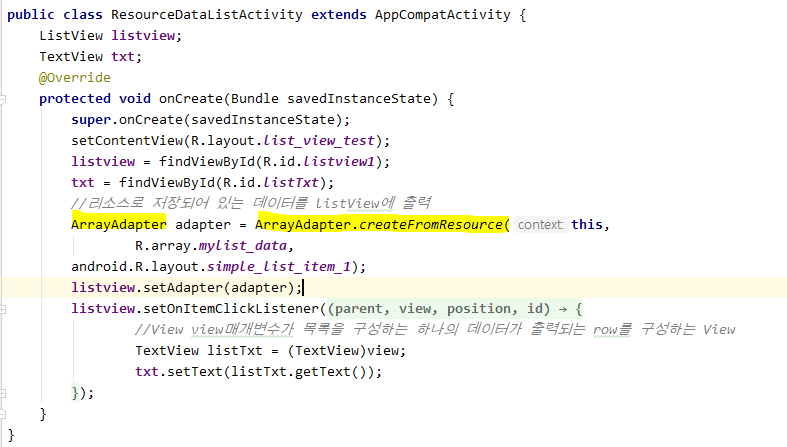 public class ResourceDataListActivity extends AppCompatActivity {
ListView listview;
TextView txt;
@Override
protected void onCreate(Bundle savedInstanceState) {
super.onCreate(savedInstanceState);
setContentView(R.layout.list_view_test);
listview = findViewById(R.id.listview1);
txt = findViewById(R.id.listTxt);
//리소스로 저장되어 있는 데이터를 listView에 출력
ArrayAdapter adapter = ArrayAdapter.createFromResource( context: this,
R.array.mylist_data,
android.R.layout.simple_list_item_1);
listview.setAdapter(adapter);
listview.setOnItemClickListener((parent, view, position, id) → {
//View view매개변수가 목록을 구성하는 하나의 데이터가 출력되는 row를 구성하는 View
TextView listTxt = (TextView)view;
txt.setText(listTxt.getText());
});
}
}